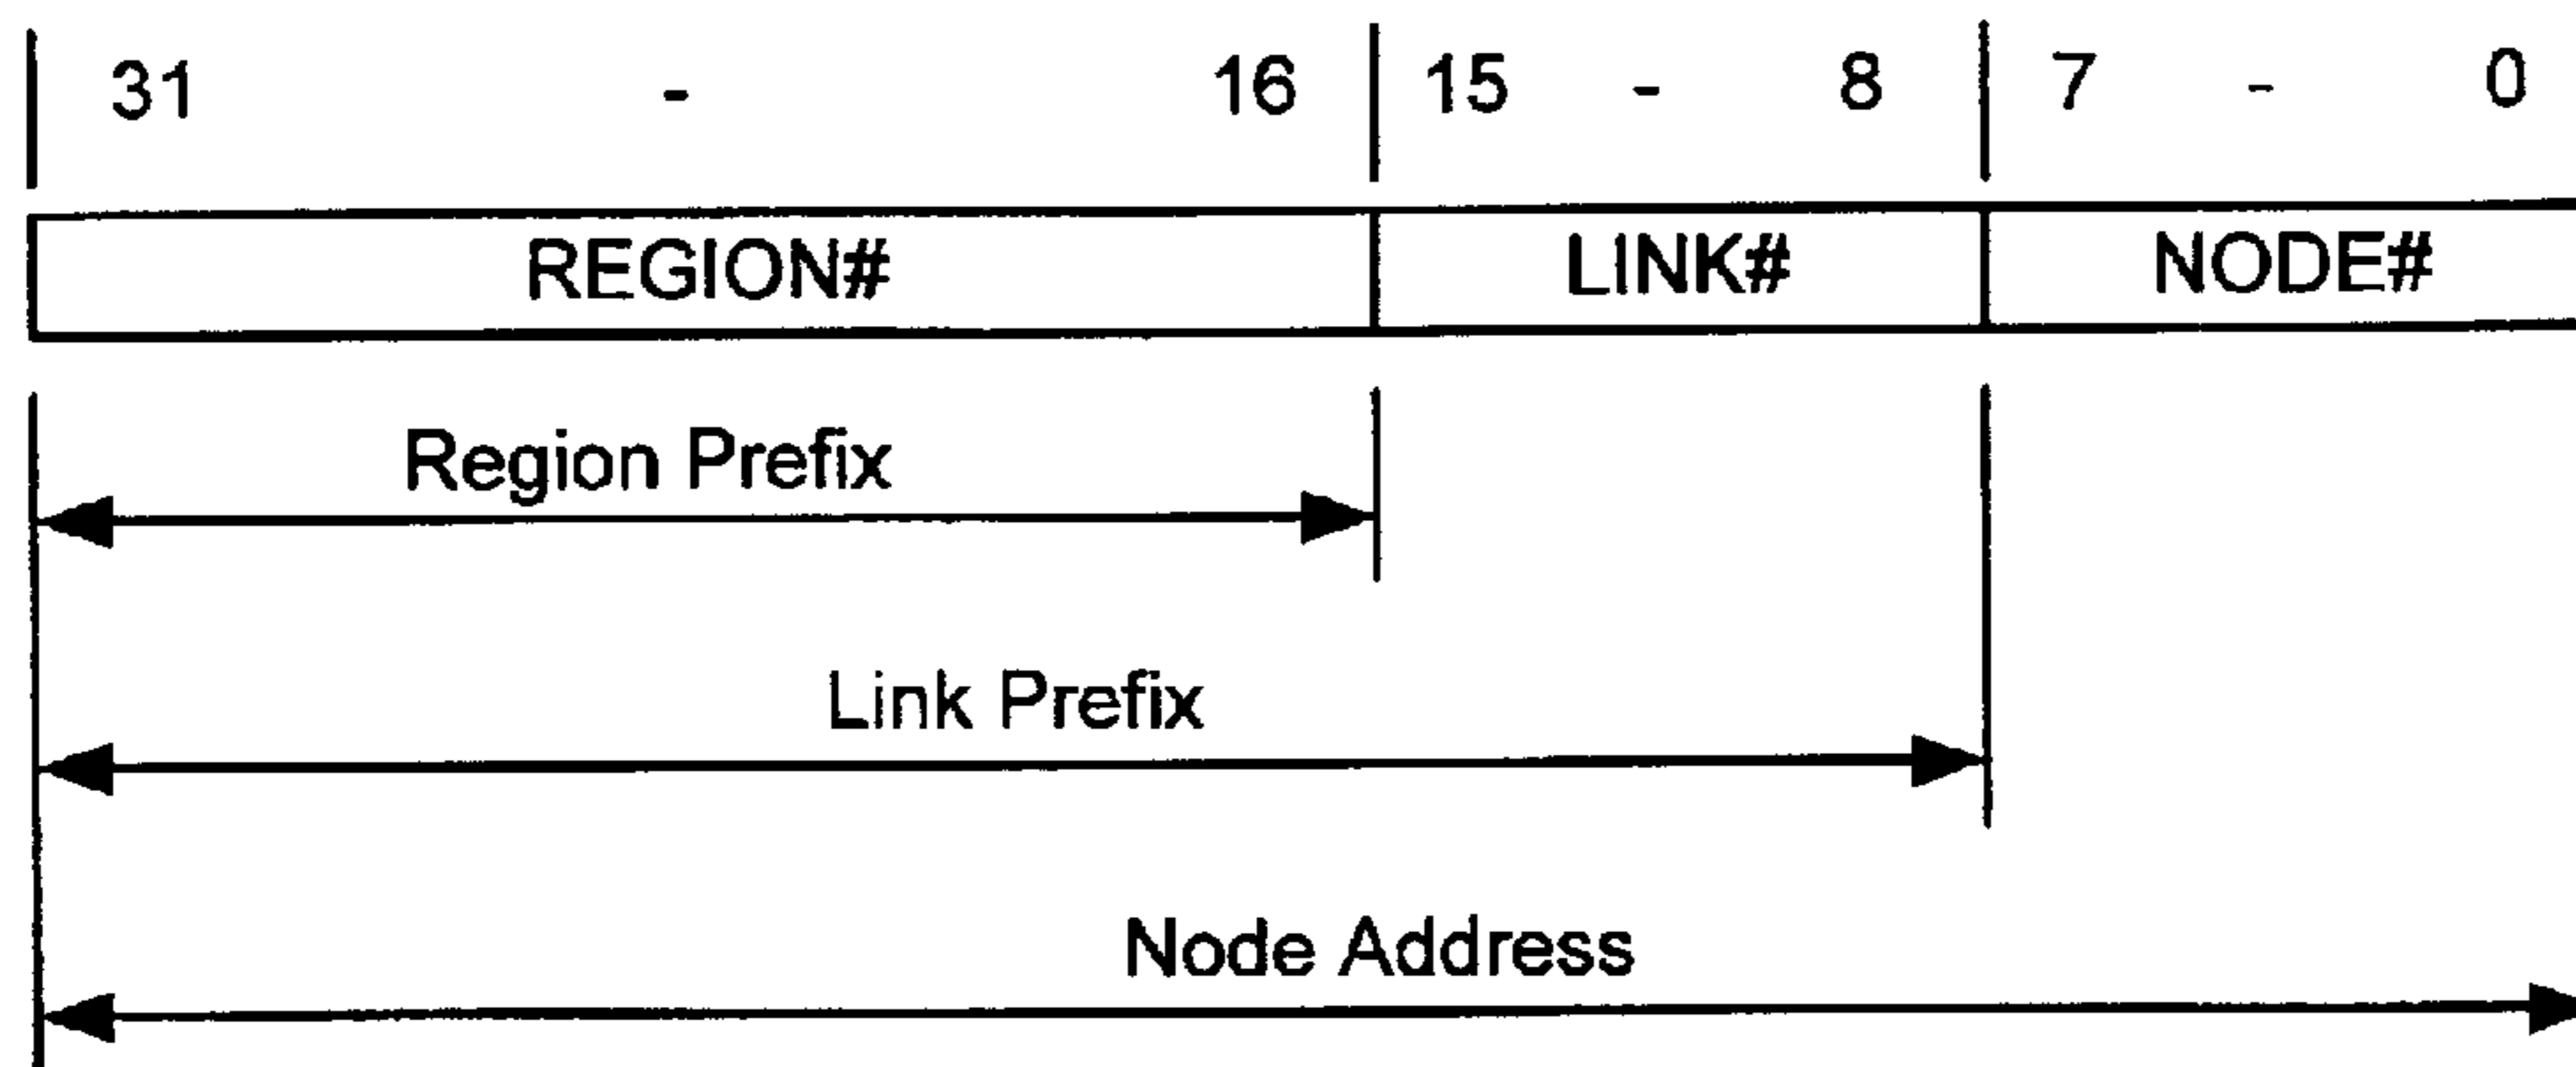 31 - 16 15 - 8 7 - 0
REGION# LINK# NODE#
Region Prefix
Link Prefix
Node Address